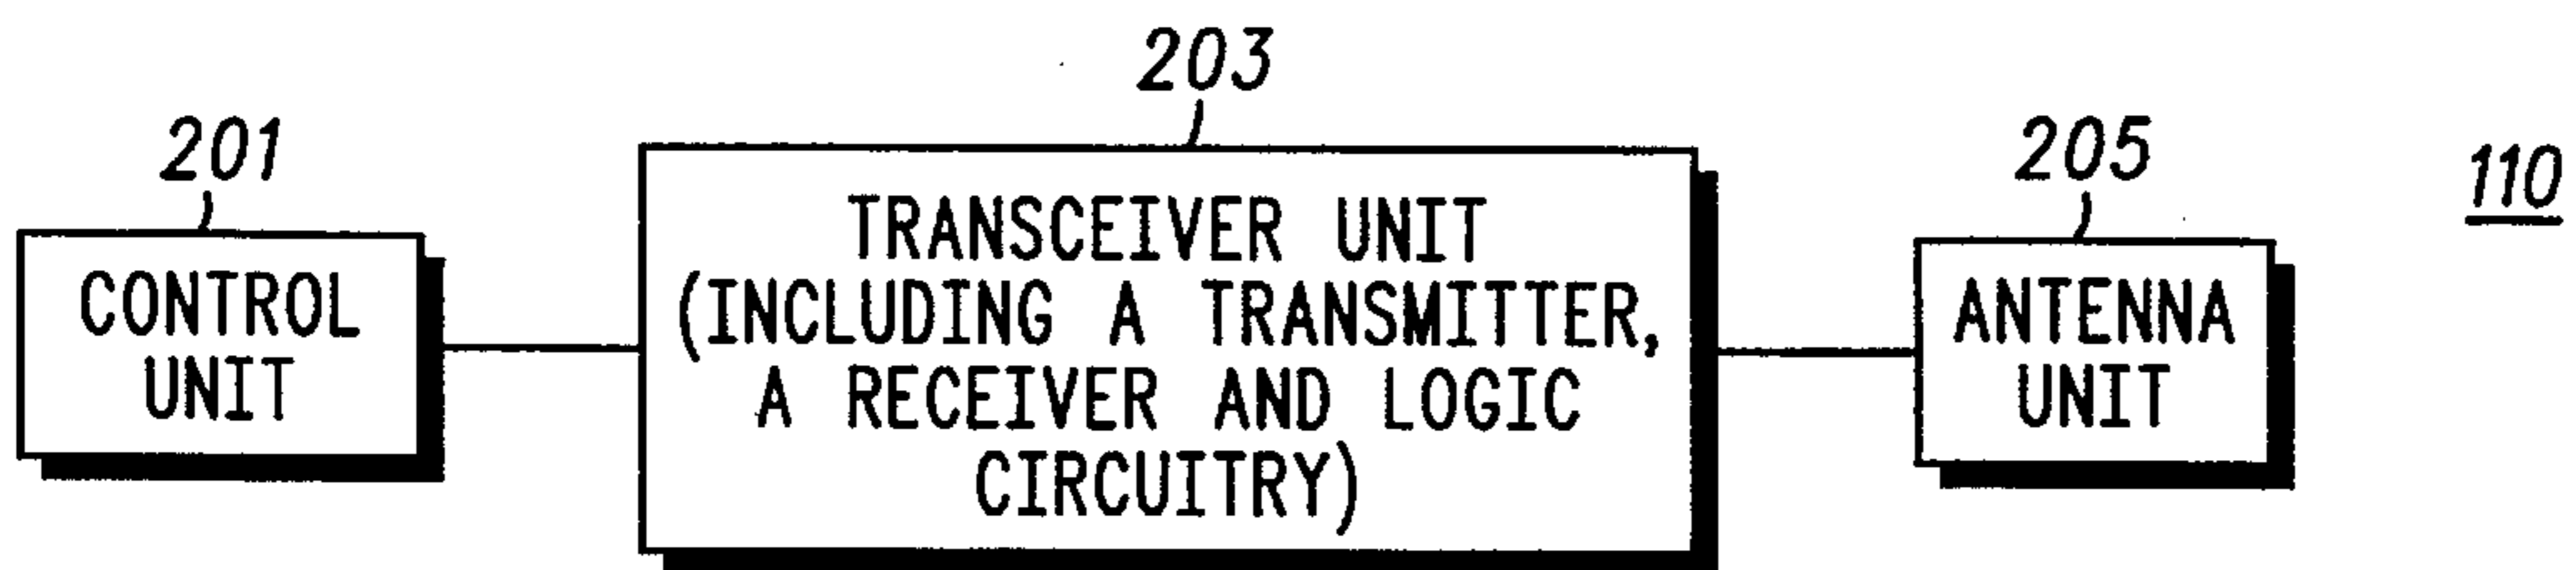 203
201
205
110
TRANSCEIVER UNIT
(INCLUDING A TRANSMITTER,
A RECEIVER AND LOGIC
CIRCUITRY)
CONTROL
UNIT
ANTENNA
UNIT